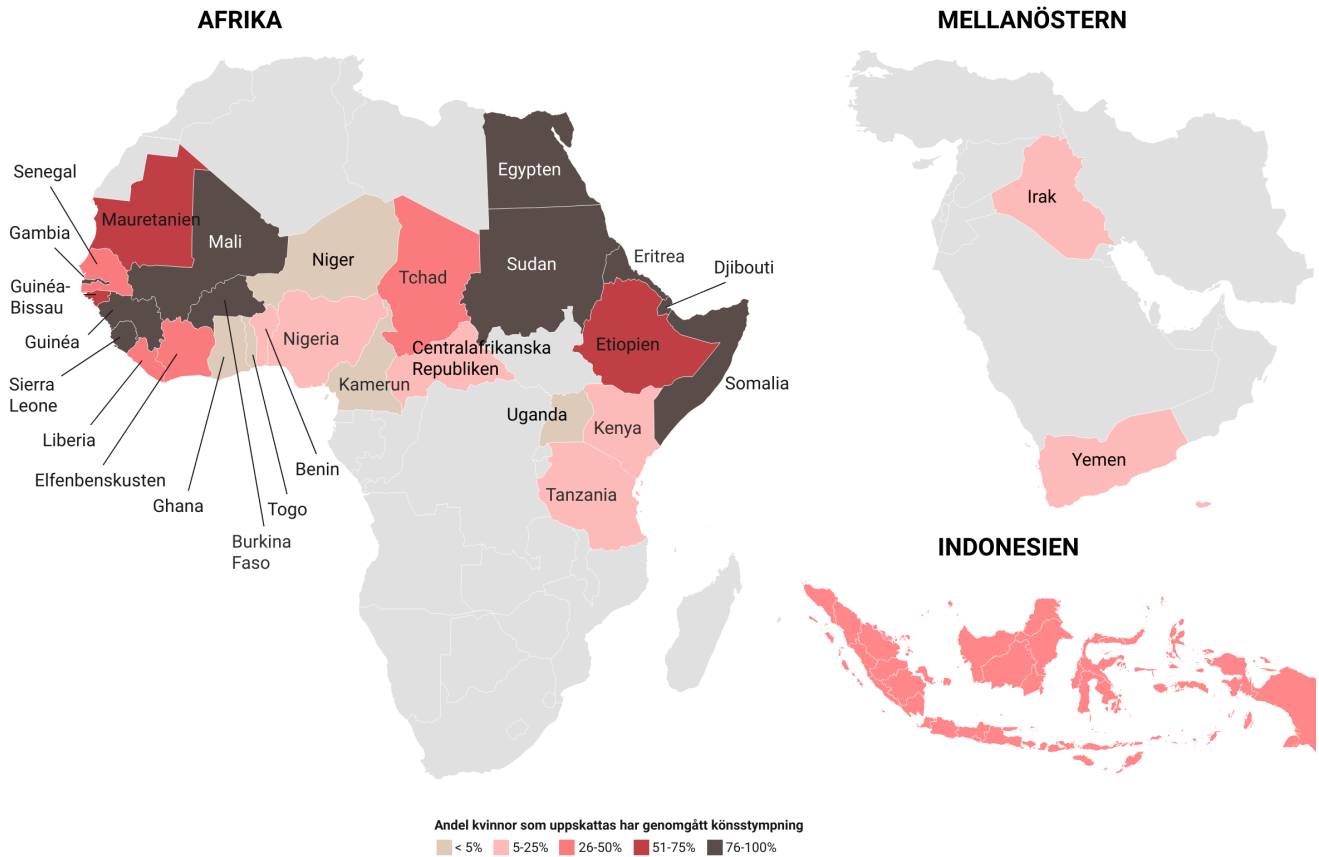 AFRIKA
MELLANÖSTERN
Senegal
Gambia
Guinéa-
Bissau
Guinéa
Sierra
Leone
Liberia
Elfenbenskusten
Ghana
Burkina
Faso
Togo
Benin
Mauretanien
Mali
Niger
Nigeria
Tchad
Kamerun
Centralafrikanska
Republiken
Egypten
Sudan
Eritrea
Djibouti
Etiopien
Somalia
Uganda
Kenya
Tanzania
Irak
Yemen
INDONESIEN
Andel kvinnor som uppskattas har genomgått könsstympning
< 5%
5-25%
26-50%
51-75%
76-100%